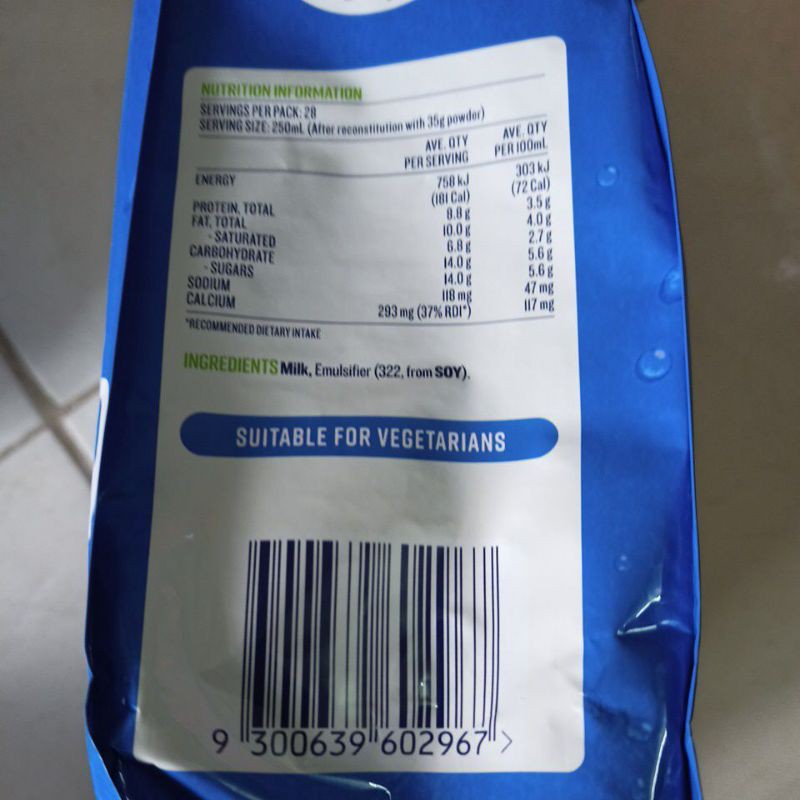 NUTRITION INFORMATION
SERVINGS PER PACK: 28
SERVING SIZE: 250mL (After reconstitution with 35g powder)
AVE. QTY PER SERVING AVE. QTY PER 100mL
ENERGY 758 kJ 303 kJ
(181 Cal) (72 Cal)
PROTEIN, TOTAL 8.8 g 3.5 g
FAT, TOTAL 10.0 g 4.0 g
- SATURATED 6.8 g 2.7 g
CARBOHYDRATE 14.0 g 5.6 g
- SUGARS 14.0 g 5.6 g
SODIUM 118 mg 47 mg
CALCIUM 293 mg (37% RDI*) 117 mg
*RECOMMENDED DIETARY INTAKE
INGREDIENTS Milk, Emulsifier (322, from SOY).
SUITABLE FOR VEGETARIANS
9 300639 602967 >